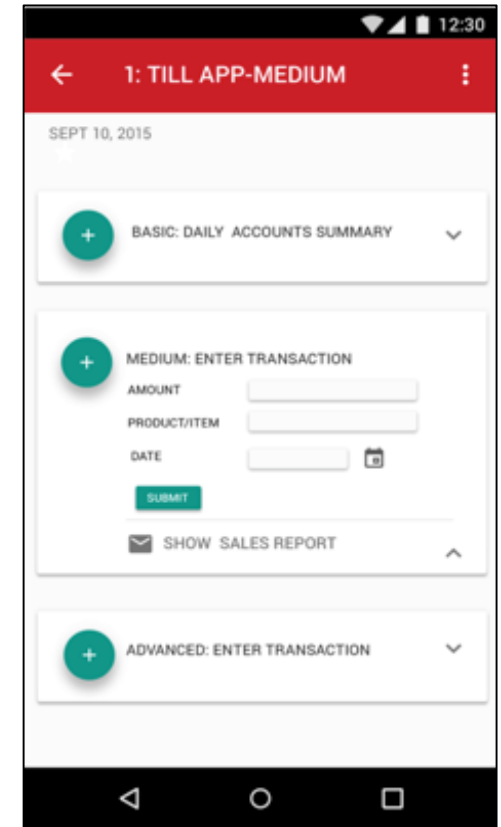 12:30
1: TILL APP-MEDIUM
SEPT 10, 2015
BASIC: DAILY ACCOUNTS SUMMARY
MEDIUM: ENTER TRANSACTION
AMOUNT
PRODUCT/ITEM
DATE
SUBMIT
SHOW SALES REPORT
ADVANCED: ENTER TRANSACTION